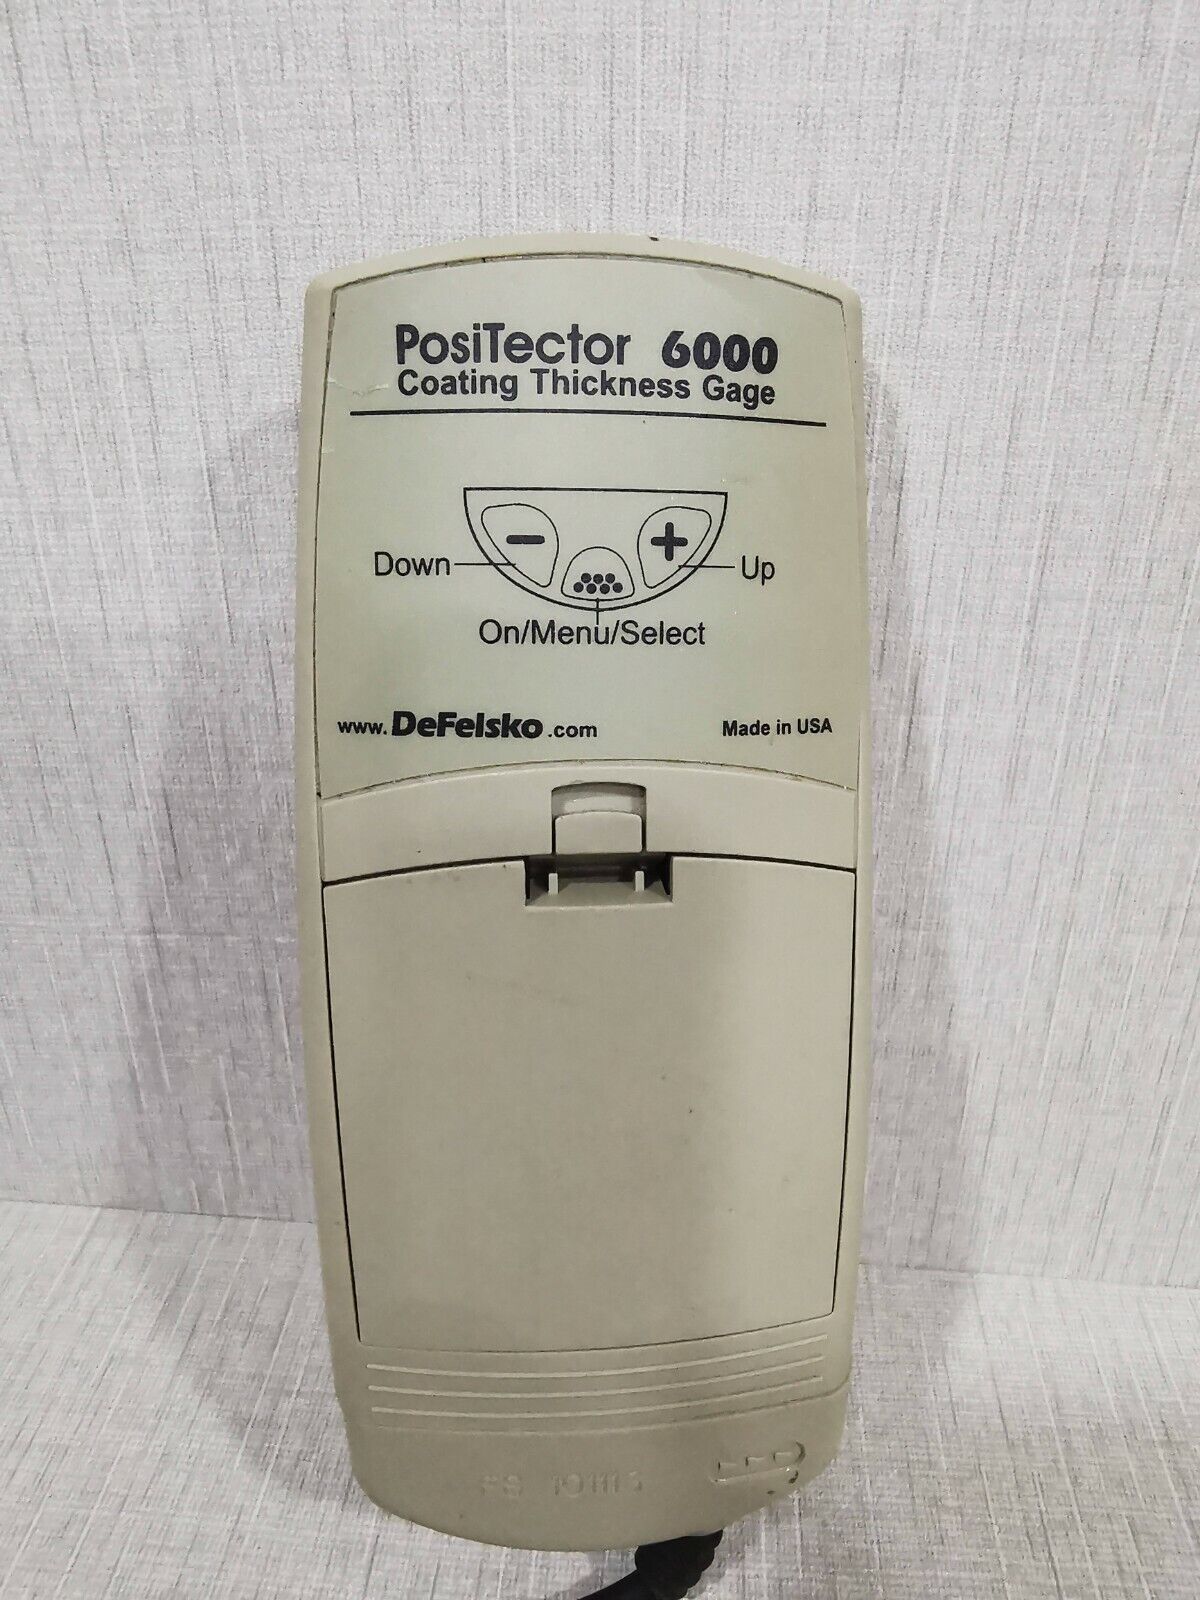 PosiTector 6000
Coating Thickness Gage
− +
Down Up
On/Menu/Select
www.DeFelsko.com Made in USA